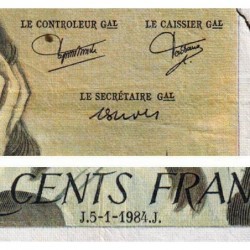 LE CONTROLEUR GAL LE CAISSIER GAL
LE SECRÉTAIRE GAL
CENTS FRAN
J.5-1-1984.J.